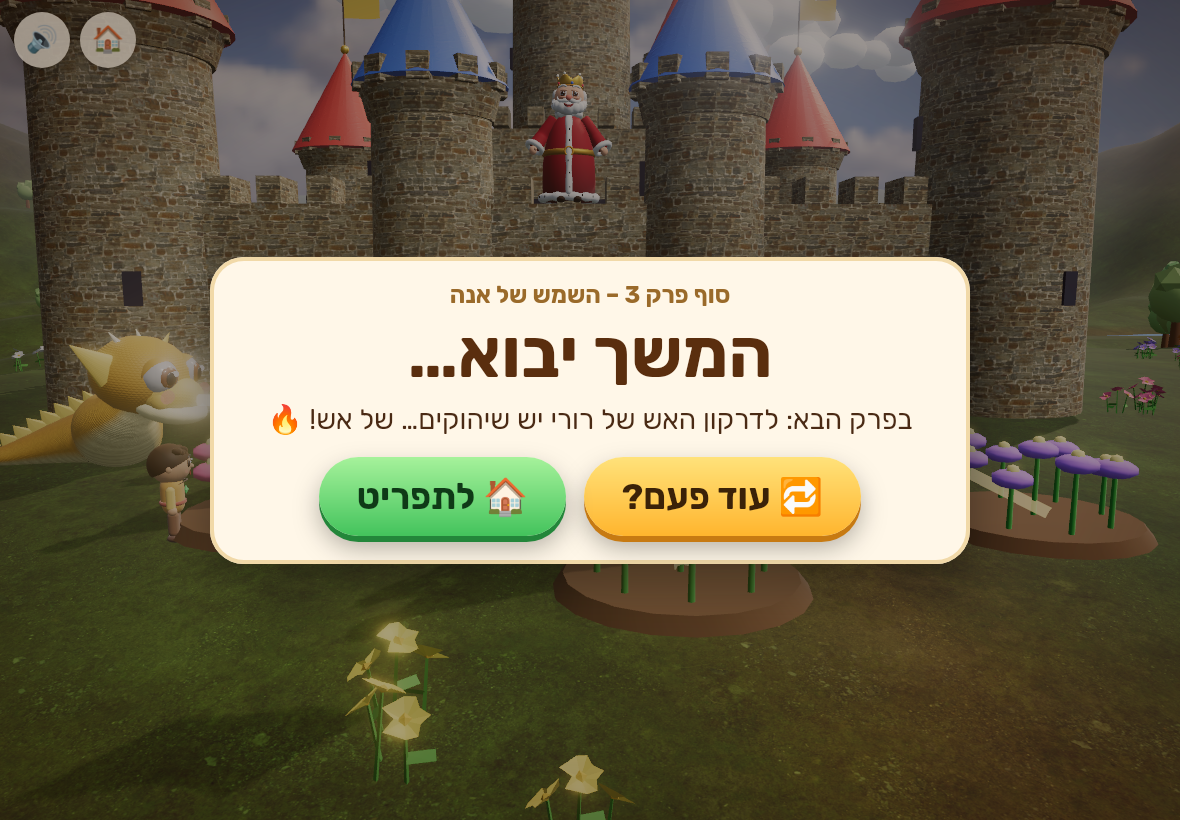 סוף פרק 3 – השמש של אנה
המשך יבוא...
בפרק הבא: לדרקון האש של רורי יש שיהוקים... של אש! 🔥
🔁 עוד פעם?
🏠 לתפריט